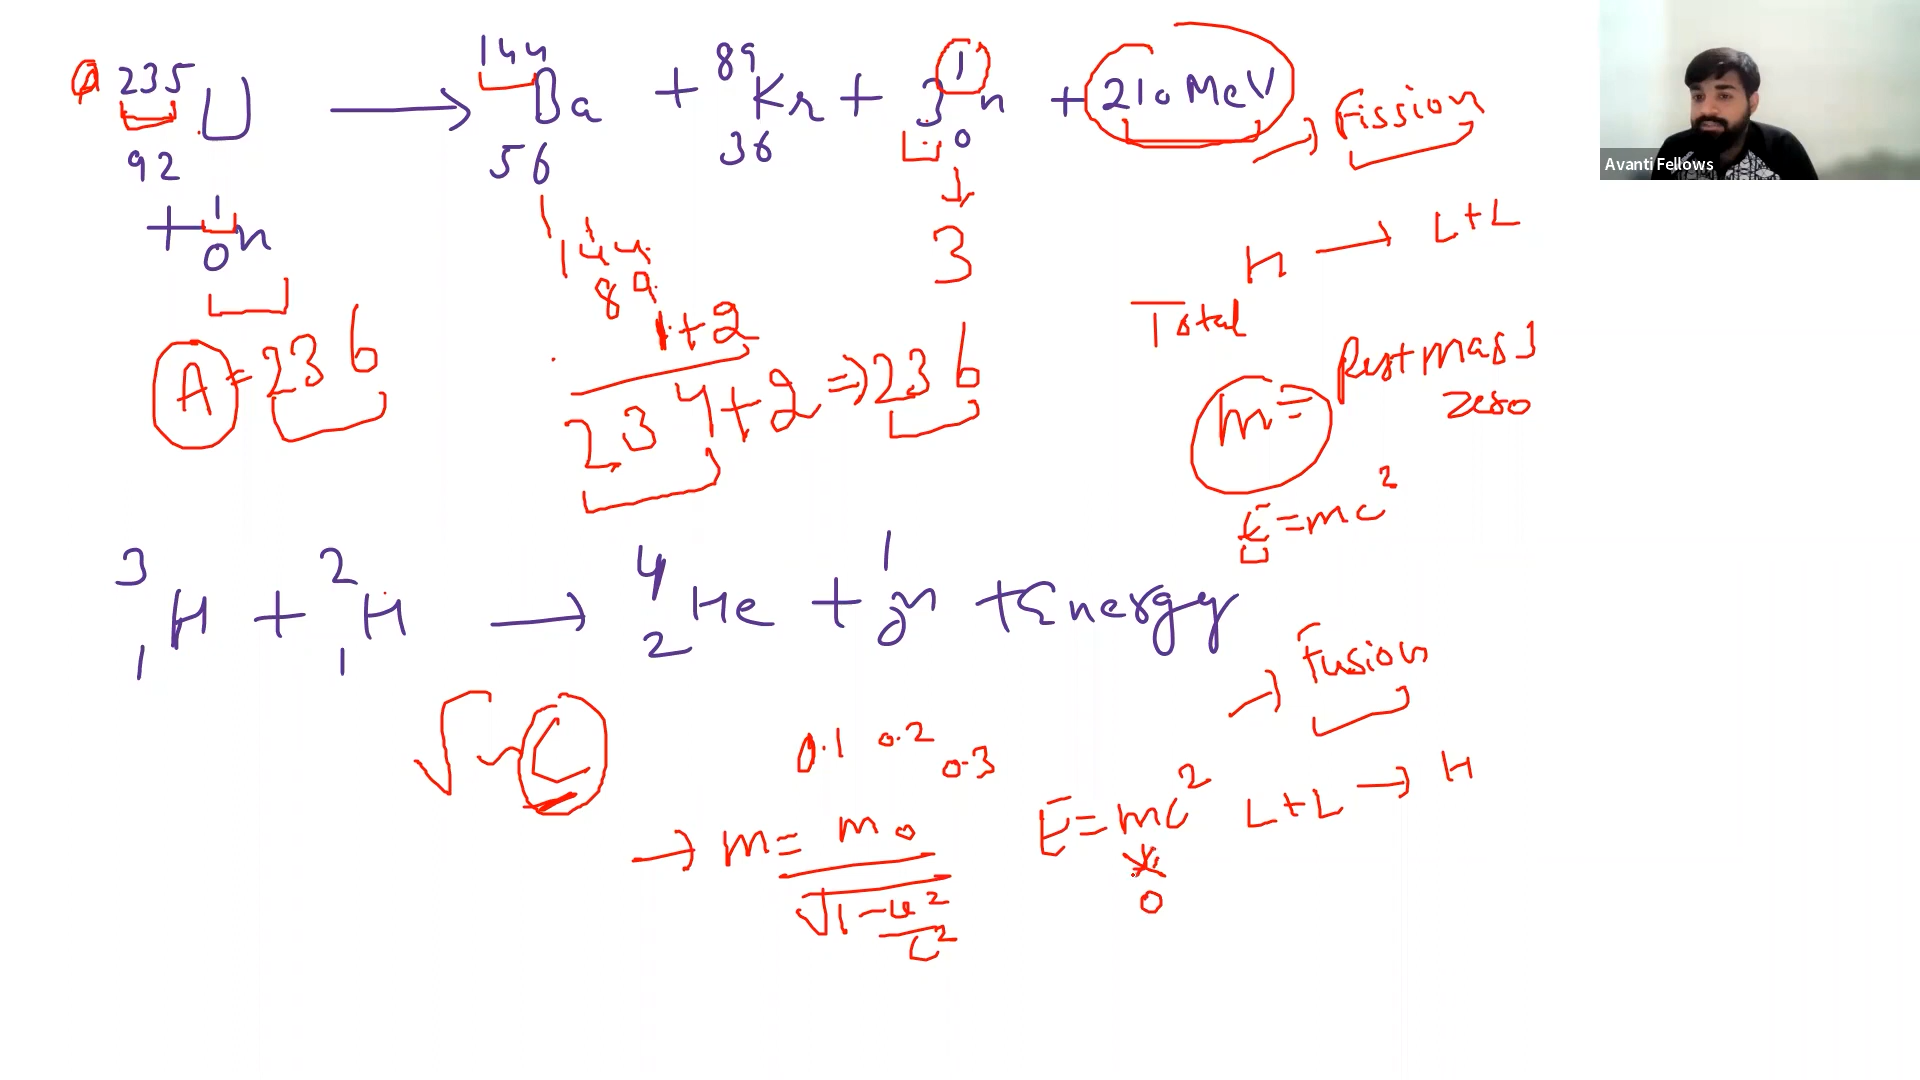 235 U 92 + 1 0 n → 144 Ba 56 + 89 Kr 36 + 3 1 n 0 + 210 MeV
→ Fission
Avanti Fellows
↓
3
H → L+L
144
89
1+2
234+2 ⇒ 236
A = 236
Total
m = Rest mass
zero
E = mc²
3 1 H + 2 1 H → 4 2 He + 1 0 n + Energy
→ Fusion
√ ~ C
0.1 0.2 0.3
L+L → H
E = mc²
0
→ m = m₀
√1-u²
c²